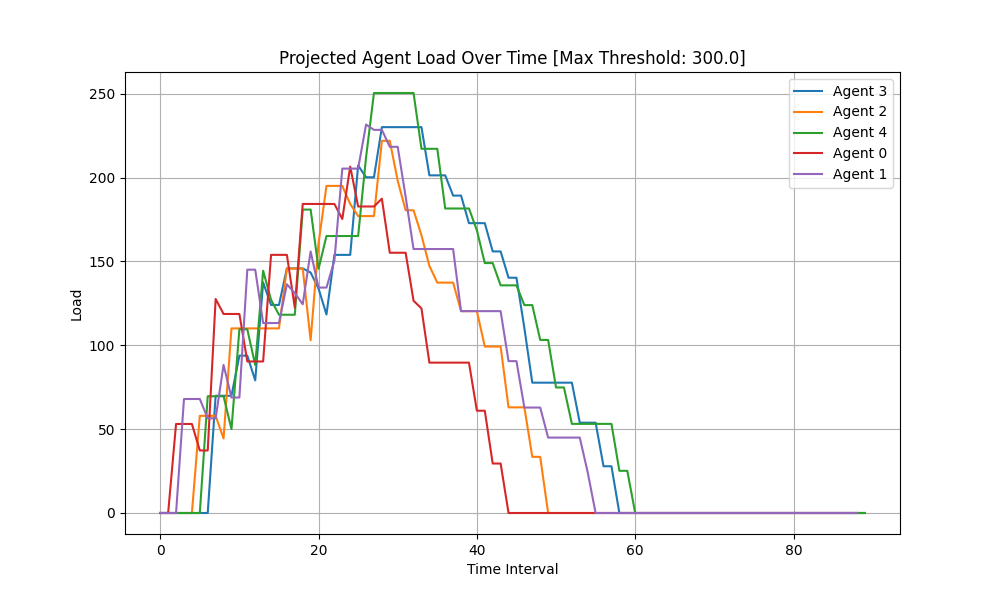 Projected Agent Load Over Time [Max Threshold: 300.0]
Load
250
200
150
100
50
0
0
20
40
60
80
Time Interval
Agent 3
Agent 2
Agent 4
Agent 0
Agent 1